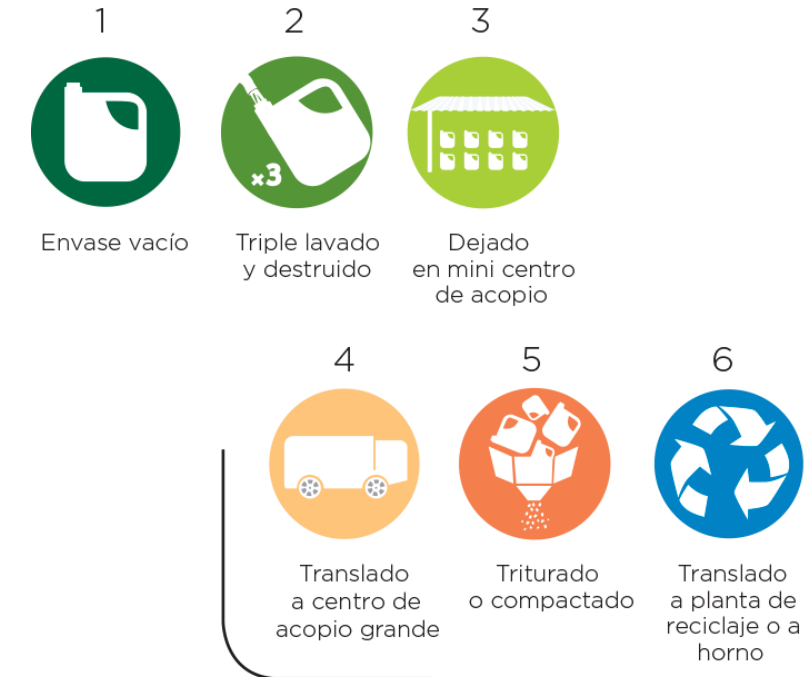 1
2
3
×3
Envase vacío
Triple lavado
y destruido
Dejado
en mini centro
de acopio
4
5
6
Translado
a centro de
acopio grande
Triturado
o compactado
Translado
a planta de
reciclaje o a
horno